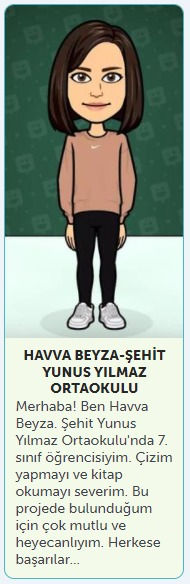 HAVVA BEYZA-ŞEHİT
YUNUS YILMAZ
ORTAOKULU
Merhaba! Ben Havva
Beyza. Şehit Yunus
Yılmaz Ortaokulu'nda 7.
sınıf öğrencisiyim. Çizim
yapmayı ve kitap
okumayı severim. Bu
projede bulunduğum
için çok mutlu ve
heyecanlıyım. Herkese
başarılar...